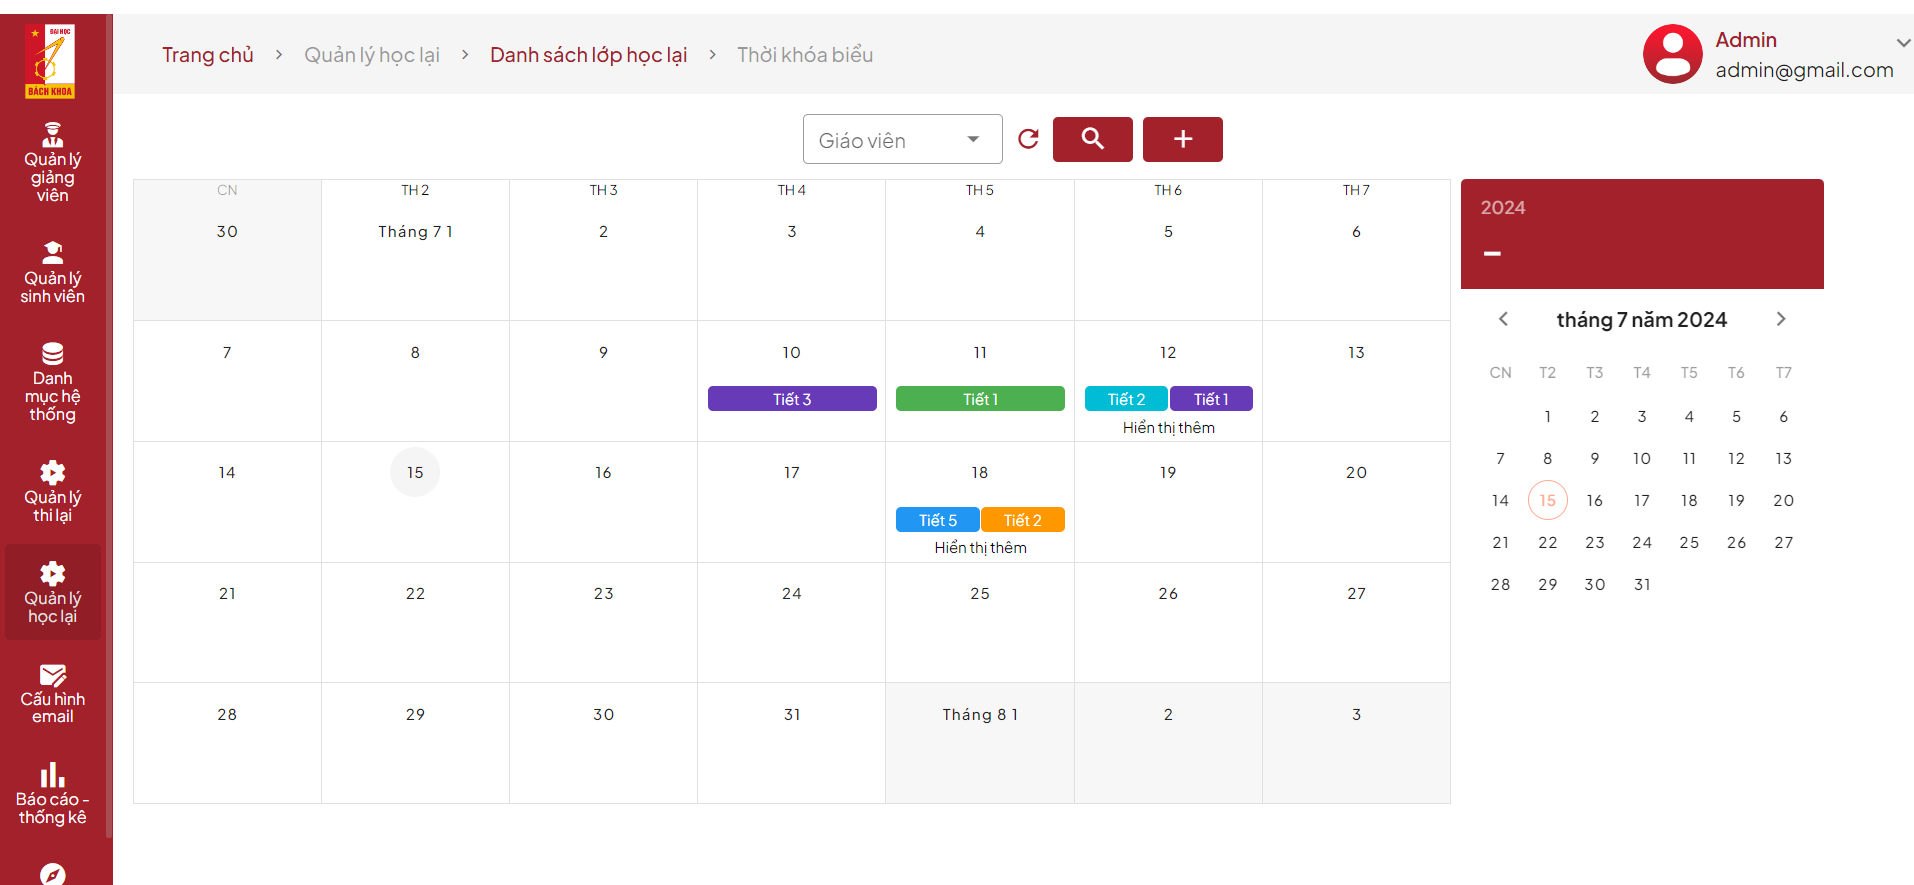 ĐẠI HỌC
BÁCH KHOA
Quản lý
giảng
viên
Quản lý
sinh viên
Danh
mục hệ
thống
Quản lý
thi lại
Quản lý
học lại
Cấu hình
email
Báo cáo -
thống kê
Trang chủ > Quản lý học lại > Danh sách lớp học lại > Thời khóa biểu
Admin
admin@gmail.com
Giáo viên
CN TH 2 TH 3 TH 4 TH 5 TH 6 TH 7
30 Tháng 7 1 2 3 4 5 6
7 8 9 10 11 12 13
Tiết 3 Tiết 1 Tiết 2 Tiết 1
Hiển thị thêm
14 15 16 17 18 19 20
Tiết 5 Tiết 2
Hiển thị thêm
21 22 23 24 25 26 27
28 29 30 31 Tháng 8 1 2 3
2024
–
tháng 7 năm 2024
CN T2 T3 T4 T5 T6 T7
1 2 3 4 5 6
7 8 9 10 11 12 13
14 15 16 17 18 19 20
21 22 23 24 25 26 27
28 29 30 31